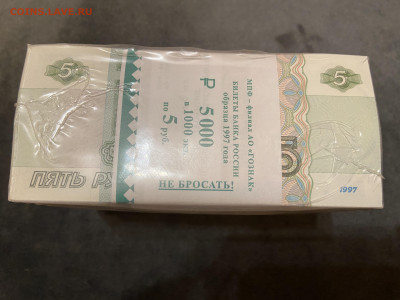 COINS.LAVE.RU
5
5
МПФ – филиал АО «ГОЗНАК»
БИЛЕТЫ БАНКА РОССИИ
образца 1997 года
₽ 5000
в 1000 экз.
по 5 руб.
НЕ БРОСАТЬ!
ПЯТЬ РУ
5
1997